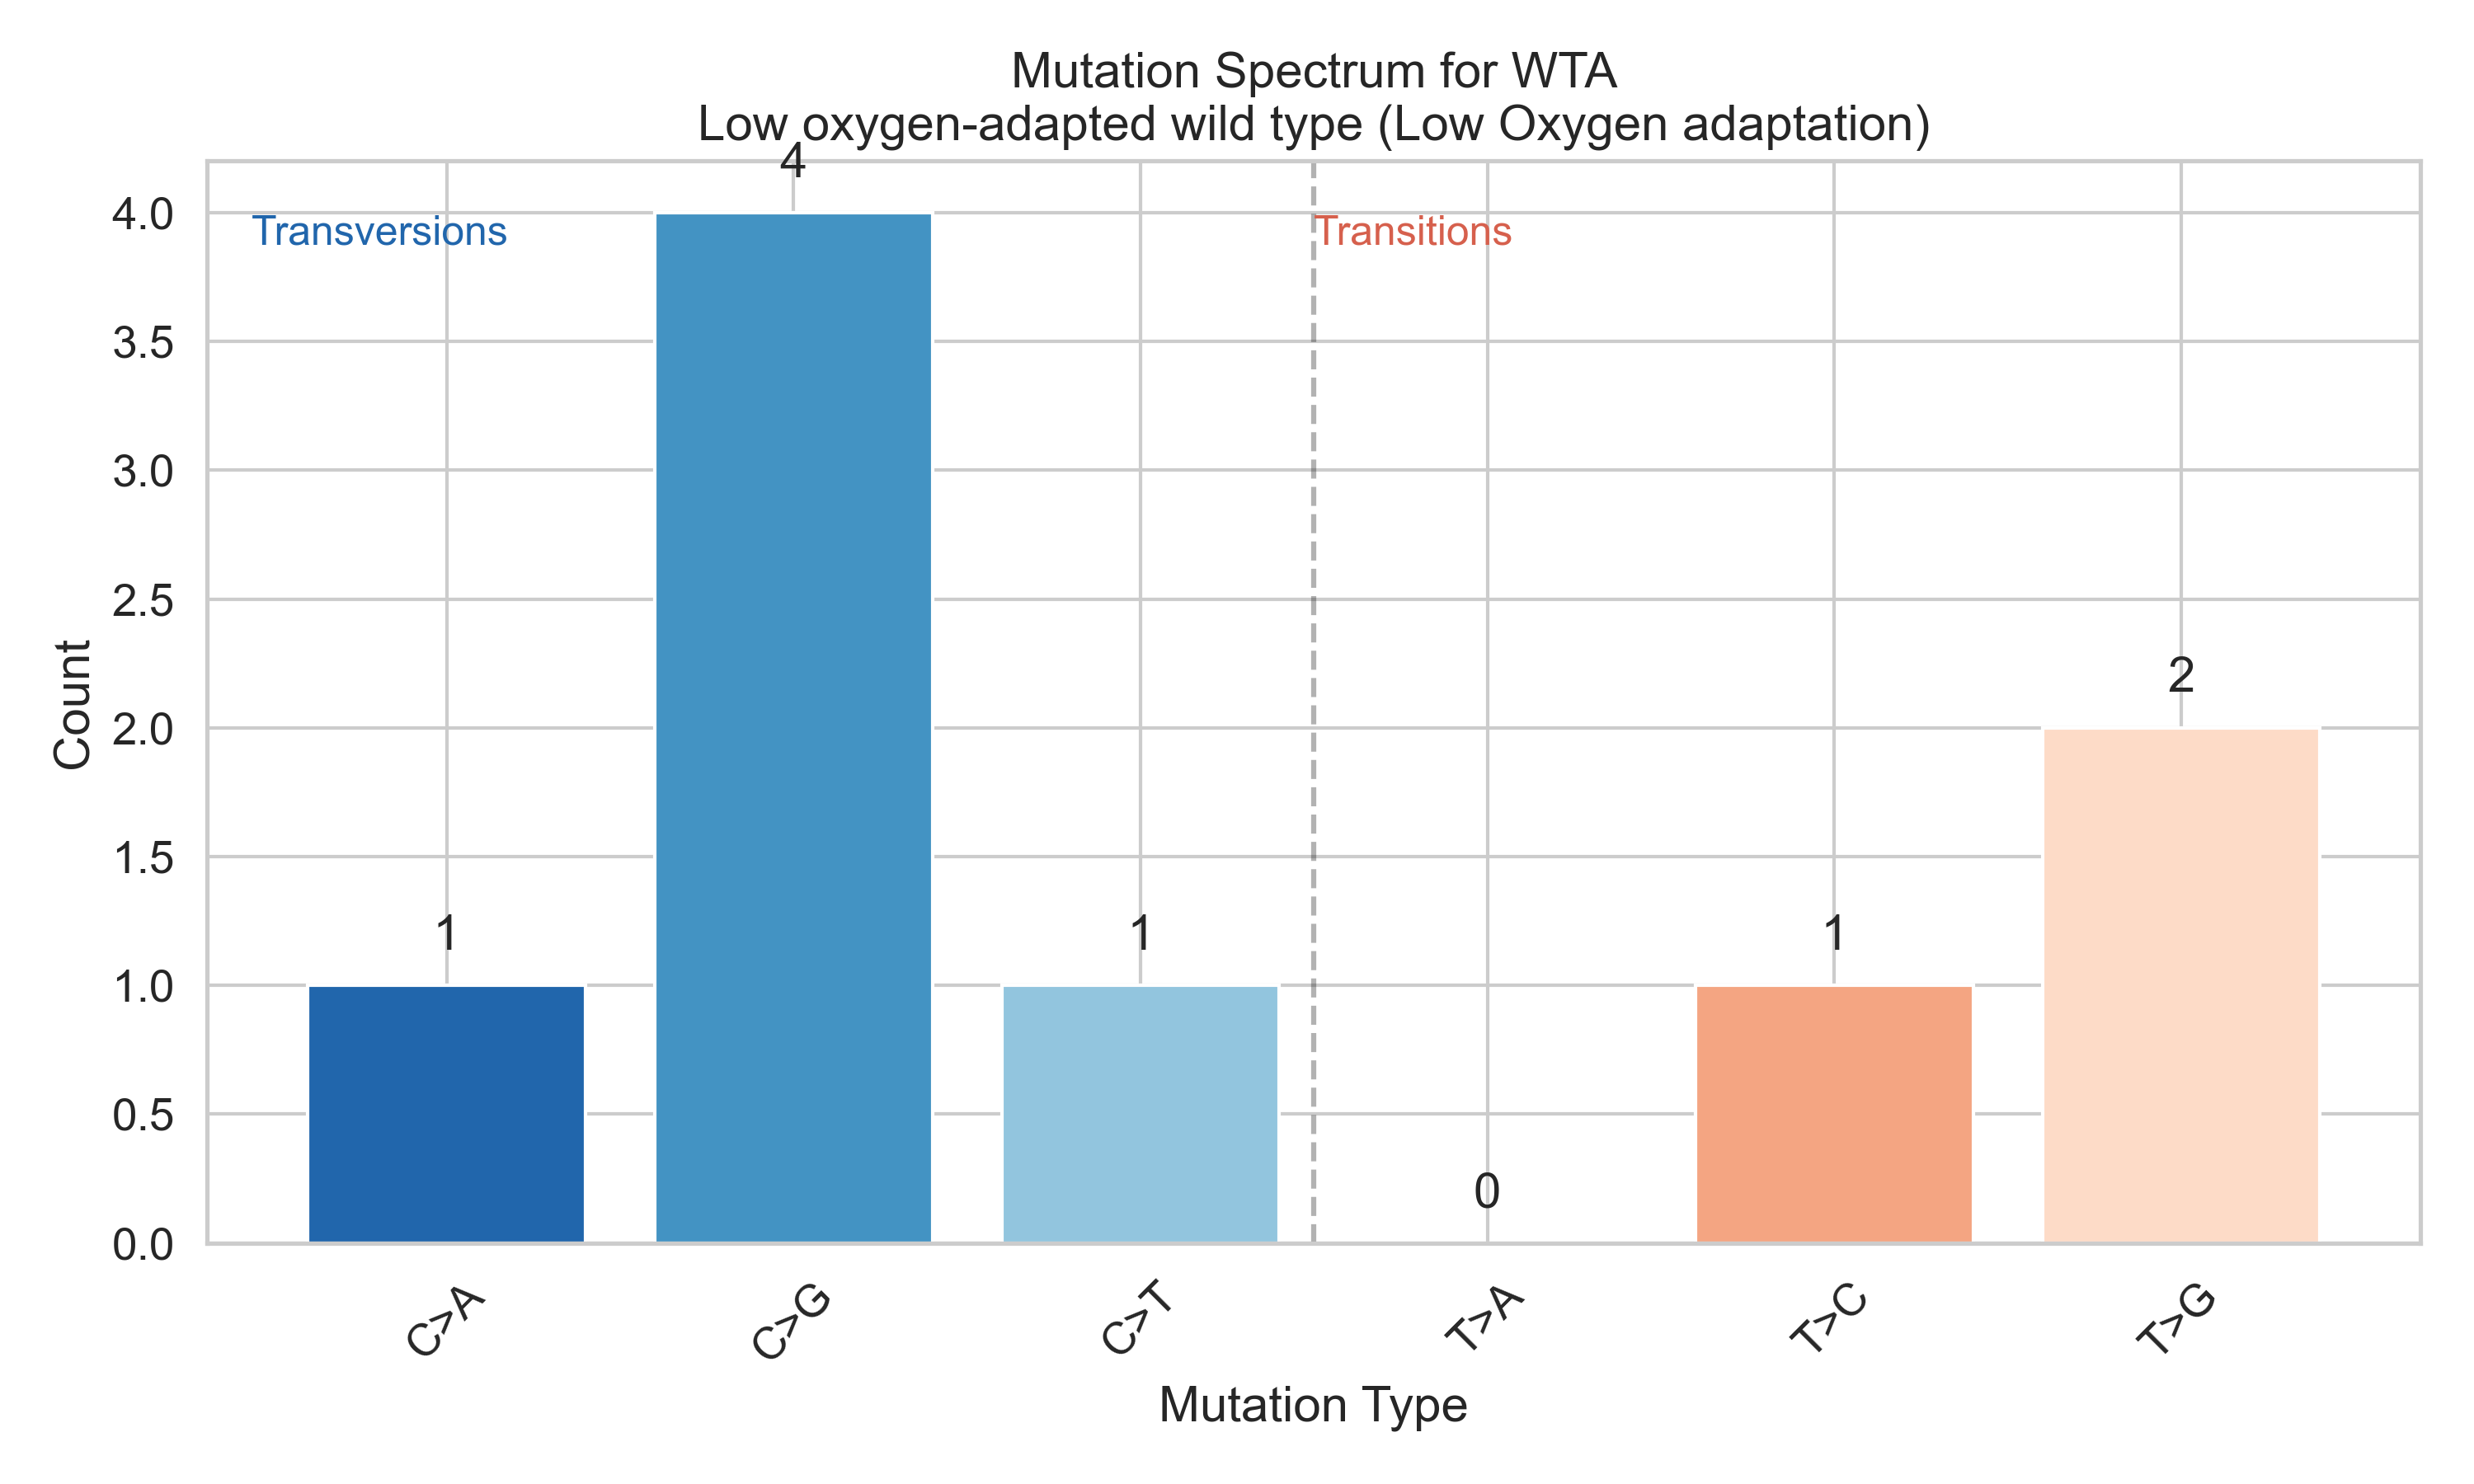 Mutation Spectrum for WTA
Low oxygen-adapted wild type (Low Oxygen adaptation)
4
4.0
Transversions
Transitions
3.5
3.0
2.5
2
2.0
Count
1.5
1
1
1
1.0
0.5
0
0.0
C>A
C>G
C>T
T>A
T>C
T>G
Mutation Type